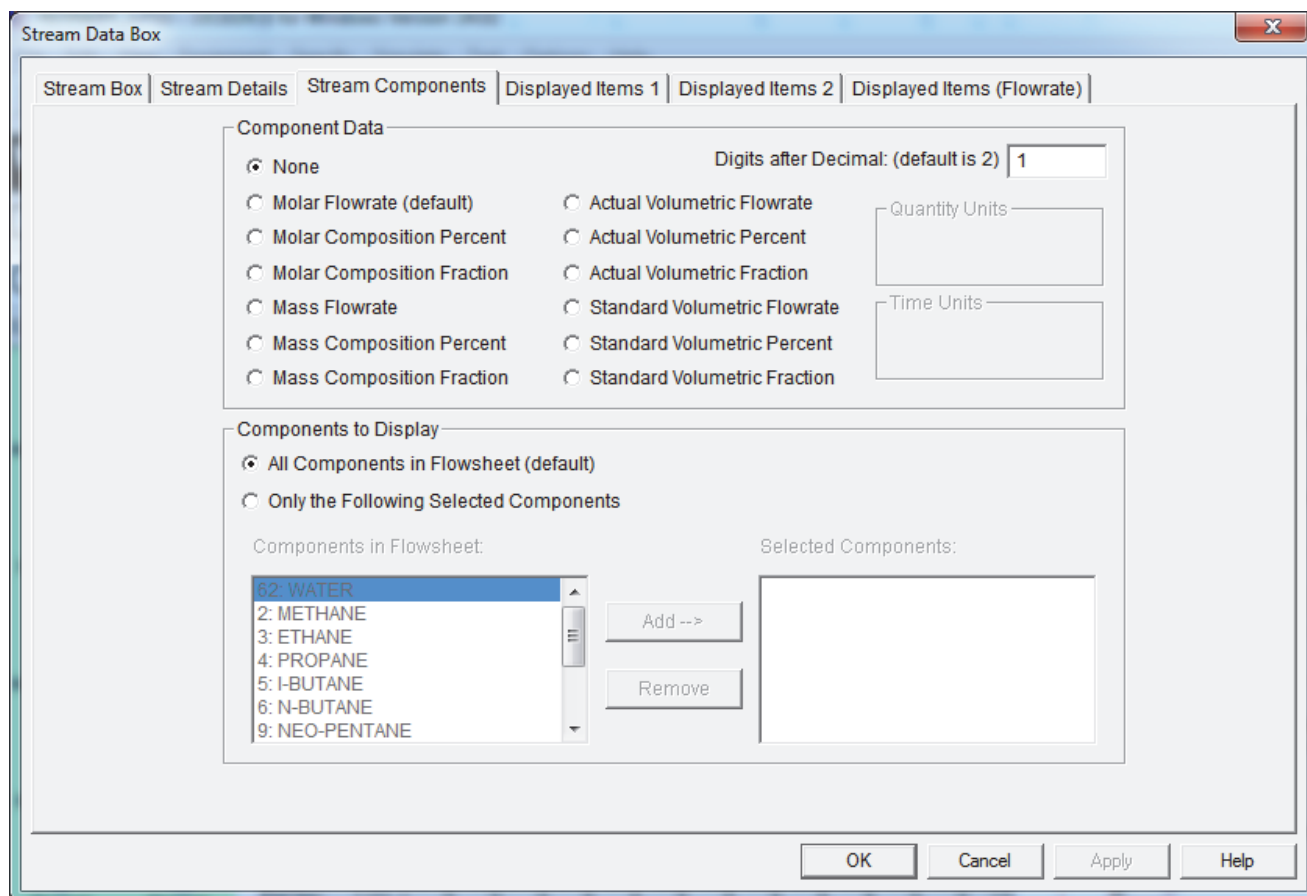 Stream Data Box
Stream Box Stream Details Stream Components Displayed Items 1 Displayed Items 2 Displayed Items (Flowrate)
Component Data
None
Digits after Decimal: (default is 2) 1
Molar Flowrate (default)
Molar Composition Percent
Molar Composition Fraction
Mass Flowrate
Mass Composition Percent
Mass Composition Fraction
Actual Volumetric Flowrate
Actual Volumetric Percent
Actual Volumetric Fraction
Standard Volumetric Flowrate
Standard Volumetric Percent
Standard Volumetric Fraction
Quantity Units
Time Units
Components to Display
All Components in Flowsheet (default)
Only the Following Selected Components
Components in Flowsheet:
62: WATER
2: METHANE
3: ETHANE
4: PROPANE
5: I-BUTANE
6: N-BUTANE
9: NEO-PENTANE
Add -->
Remove
Selected Components:
OK Cancel Apply Help